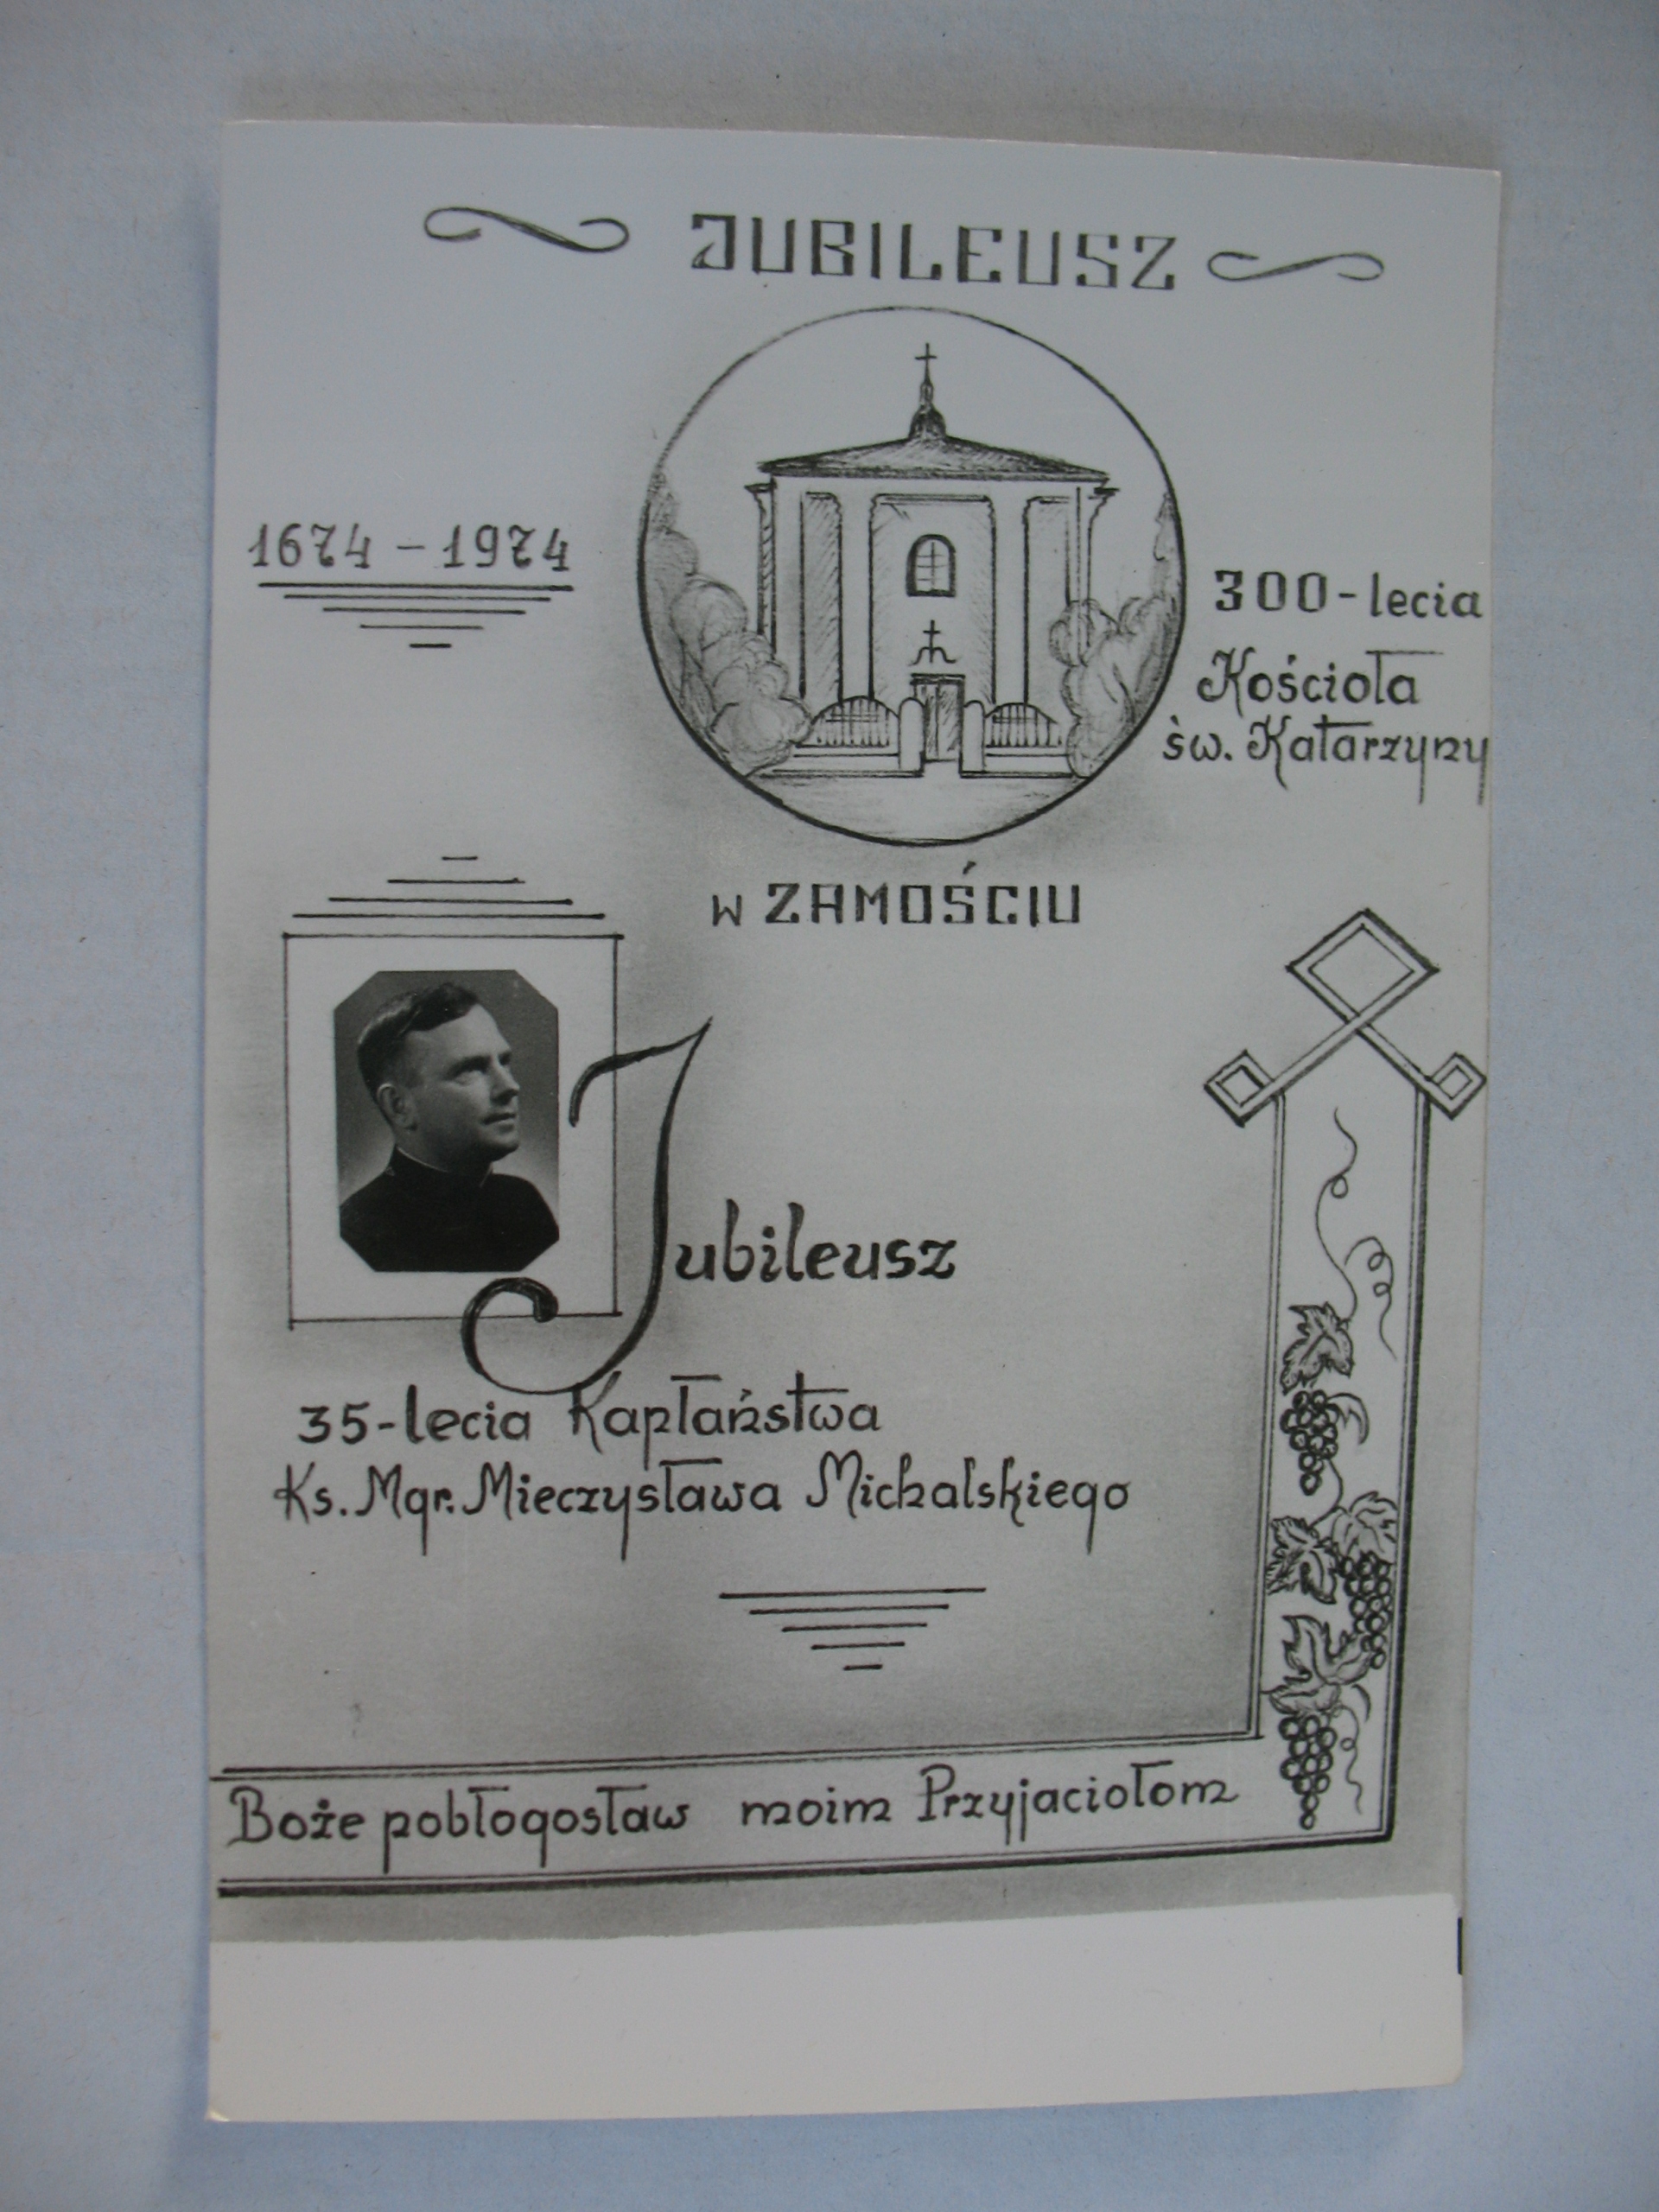 JUBILEUSZ
1674 - 1974
300-lecia
Kościoła
św. Katarzyny
w ZAMOŚCIU
Jubileusz
35-lecia Kapłaństwa
Ks. Mgr. Mieczysława Michalskiego
Boże pobłogosław moim Przyjaciołom